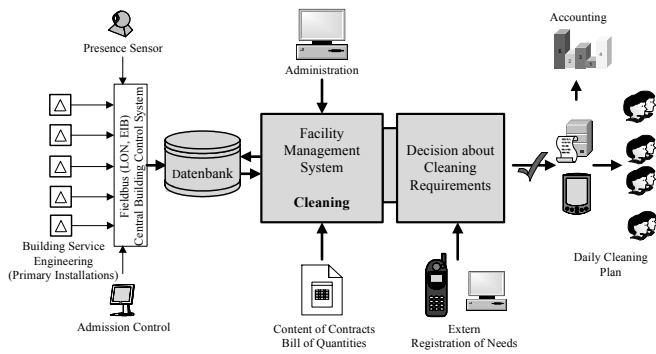 Presence Sensor
Fieldbus (LON, EIB)
Central Building Control System
Building Service
Engineering
(Primary Installations)
Admission Control
Datenbank
Administration
Facility
Management
System
Cleaning
Decision about
Cleaning
Requirements
Content of Contracts
Bill of Quantities
Extern
Registration of Needs
Accounting
Daily Cleaning
Plan